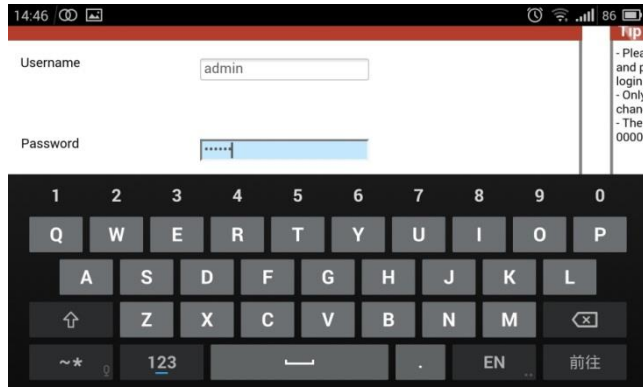 14:46 86
Tip
Username admin
- Plea
and p
login
- Only
chan
- The
0000
Password ••••••
1 2 3 4 5 6 7 8 9 0
Q W E R T Y U I O P
A S D F G H J K L
Z X C V B N M
~* 123 . EN 前往